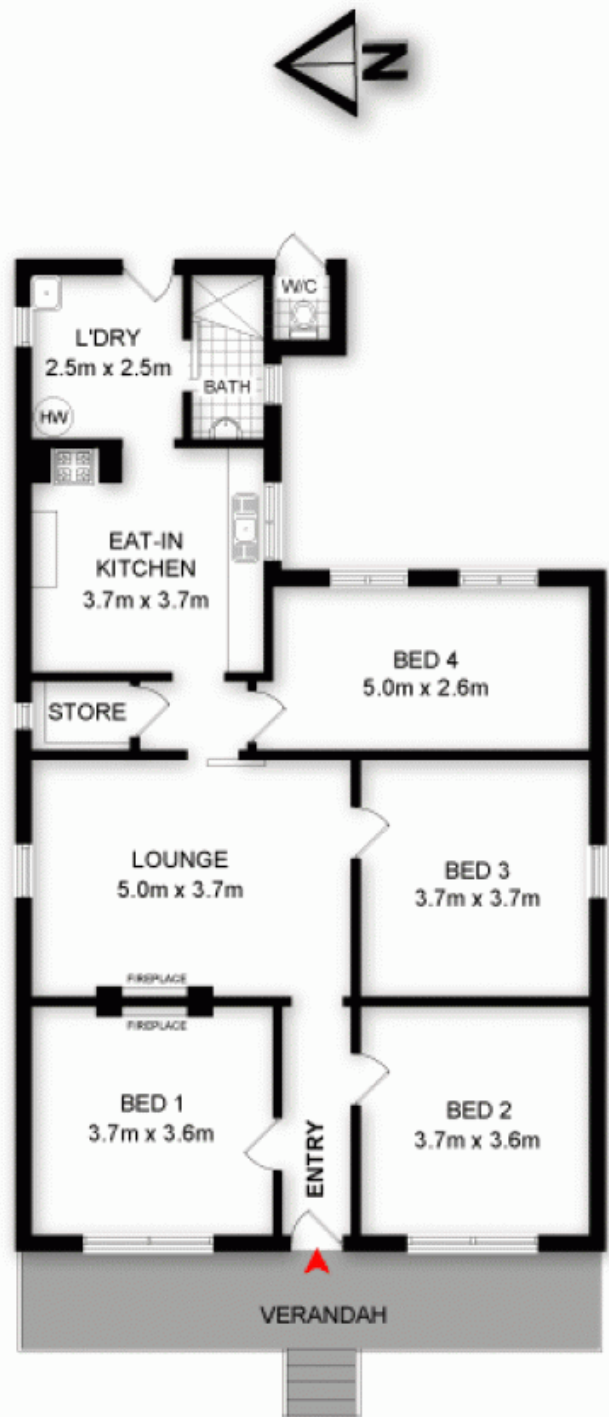 N
W/C
L'DRY
2.5m x 2.5m
BATH
HW
EAT-IN
KITCHEN
3.7m x 3.7m
BED 4
5.0m x 2.6m
STORE
LOUNGE
5.0m x 3.7m
BED 3
3.7m x 3.7m
FIREPLACE
FIREPLACE
BED 1
3.7m x 3.6m
BED 2
3.7m x 3.6m
ENTRY
VERANDAH